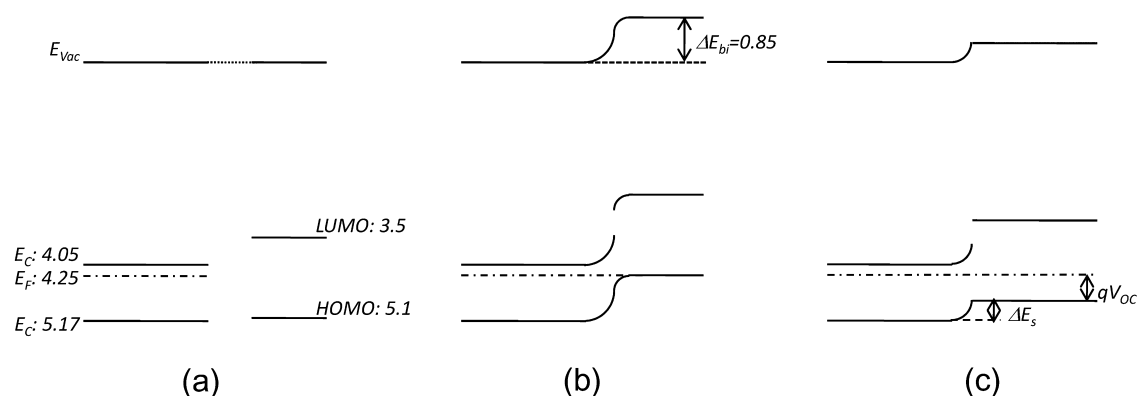 E_Vac
ΔE_bi=0.85
LUMO: 3.5
E_C: 4.05
E_F: 4.25
HOMO: 5.1
E_C: 5.17
qV_OC
ΔE_s
(a)
(b)
(c)